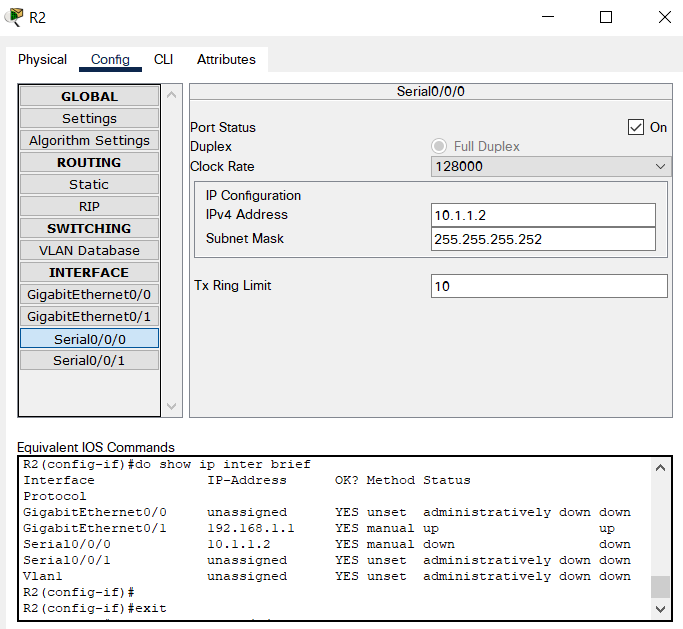 R2
Physical Config CLI Attributes
GLOBAL
Settings
Algorithm Settings
ROUTING
Static
RIP
SWITCHING
VLAN Database
INTERFACE
GigabitEthernet0/0
GigabitEthernet0/1
Serial0/0/0
Serial0/0/1
Serial0/0/0
Port Status On
Duplex Full Duplex
Clock Rate 128000
IP Configuration
IPv4 Address 10.1.1.2
Subnet Mask 255.255.255.252
Tx Ring Limit 10
Equivalent IOS Commands
R2(config-if)#do show ip inter brief
Interface IP-Address OK? Method Status
Protocol
GigabitEthernet0/0 unassigned YES unset administratively down down
GigabitEthernet0/1 192.168.1.1 YES manual up up
Serial0/0/0 10.1.1.2 YES manual down down
Serial0/0/1 unassigned YES unset administratively down down
Vlan1 unassigned YES unset administratively down down
R2(config-if)#
R2(config-if)#exit